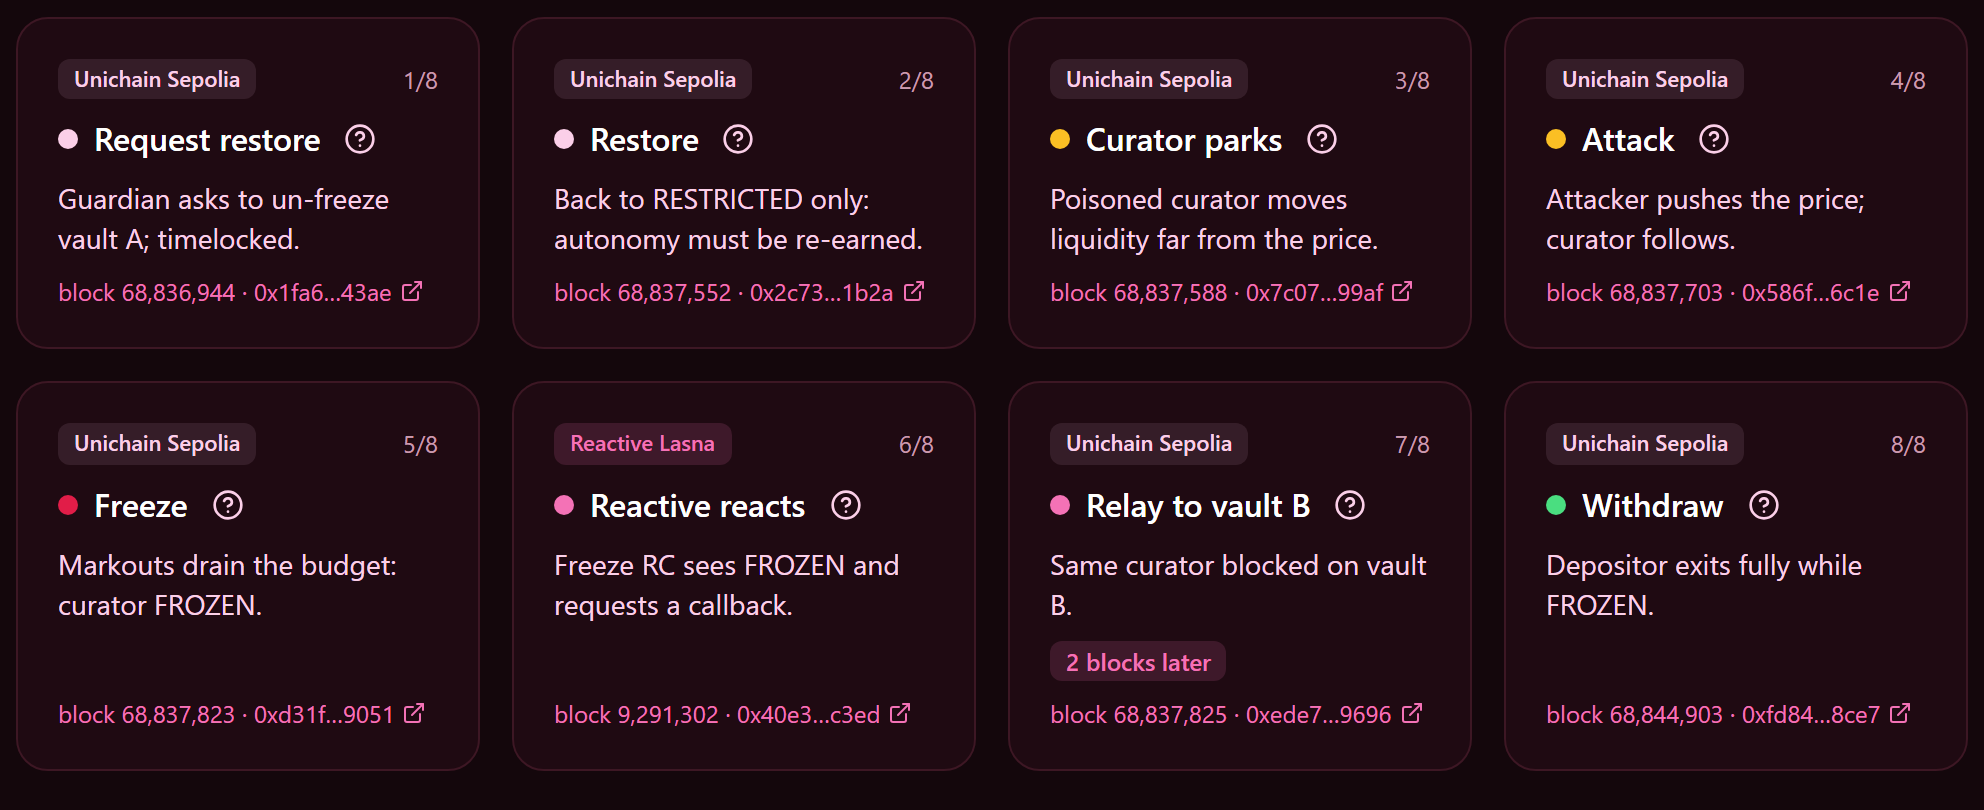 Unichain Sepolia 1/8
Request restore
Guardian asks to un-freeze
vault A; timelocked.
block 68,836,944 · 0x1fa6...43ae
Unichain Sepolia 2/8
Restore
Back to RESTRICTED only:
autonomy must be re-earned.
block 68,837,552 · 0x2c73...1b2a
Unichain Sepolia 3/8
Curator parks
Poisoned curator moves
liquidity far from the price.
block 68,837,588 · 0x7c07...99af
Unichain Sepolia 4/8
Attack
Attacker pushes the price;
curator follows.
block 68,837,703 · 0x586f...6c1e
Unichain Sepolia 5/8
Freeze
Markouts drain the budget:
curator FROZEN.
block 68,837,823 · 0xd31f...9051
Reactive Lasna 6/8
Reactive reacts
Freeze RC sees FROZEN and
requests a callback.
block 9,291,302 · 0x40e3...c3ed
Unichain Sepolia 7/8
Relay to vault B
Same curator blocked on vault
B.
2 blocks later
block 68,837,825 · 0xede7...9696
Unichain Sepolia 8/8
Withdraw
Depositor exits fully while
FROZEN.
block 68,844,903 · 0xfd84...8ce7